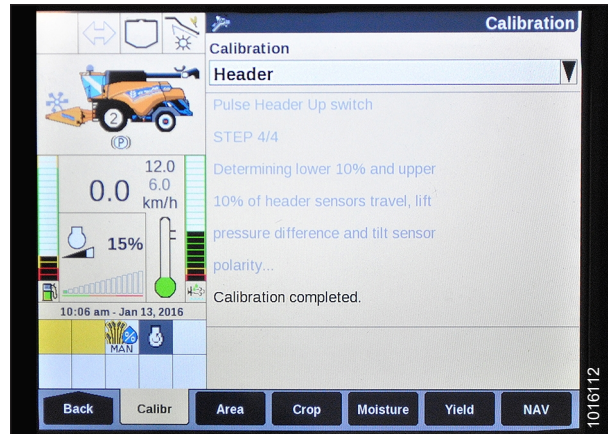 Calibration
Calibration
Header
Pulse Header Up switch
STEP 4/4
Determining lower 10% and upper
10% of header sensors travel, lift
pressure difference and tilt sensor
polarity...
Calibration completed.
2
(P)
12.0
0.0
6.0
km/h
15%
F
10:06 am - Jan 13, 2016
%
MAN
Back
Calibr
Area
Crop
Moisture
Yield
NAV
1016112